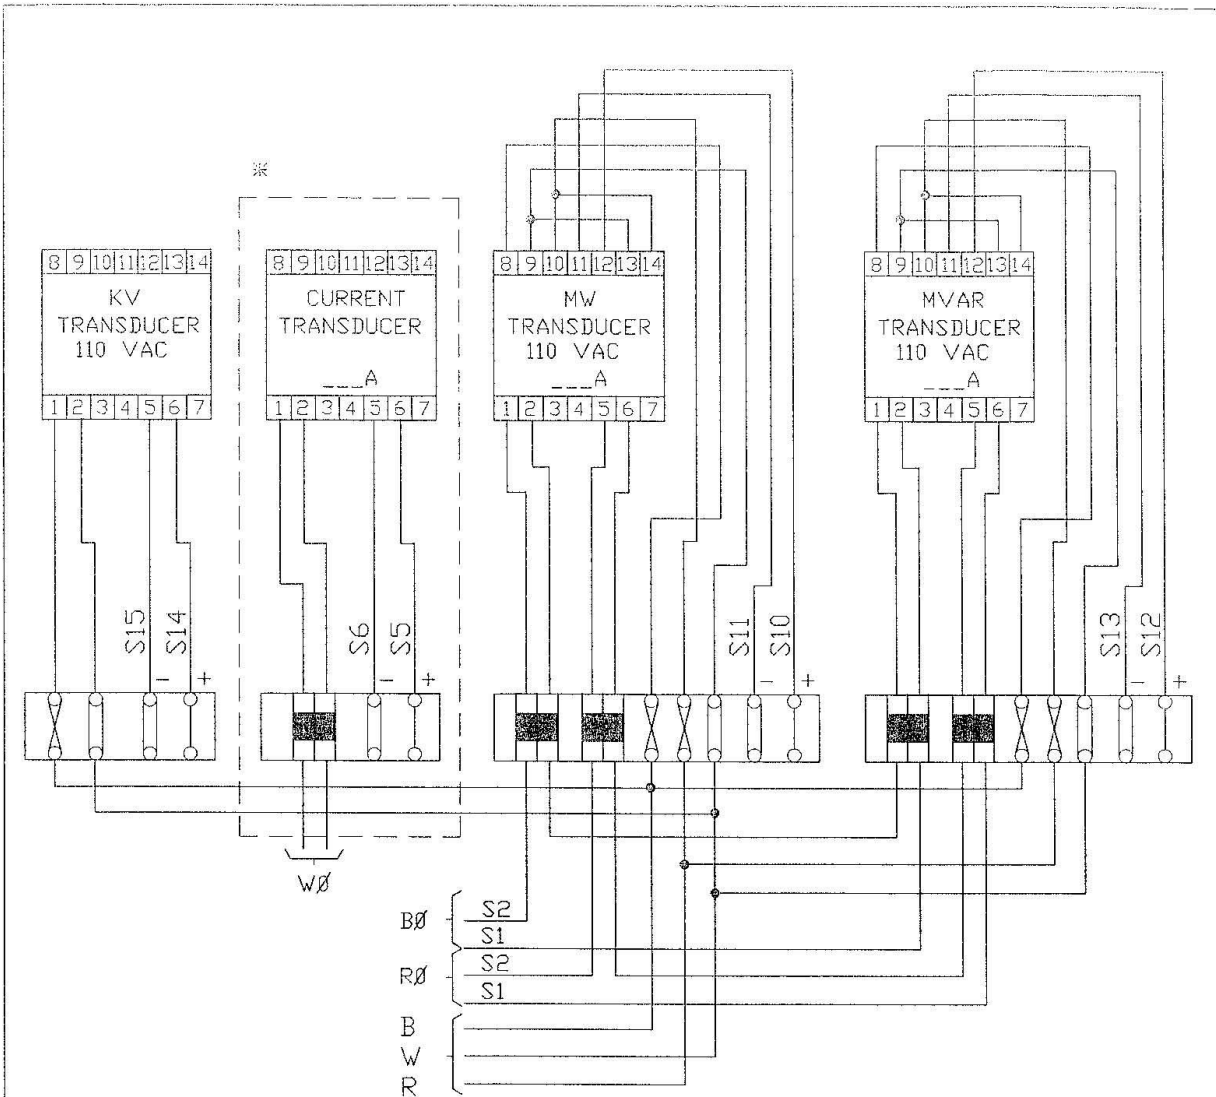 ※
8 9 10 11 12 13 14
KV
TRANSDUCER
110 VAC
1 2 3 4 5 6 7
8 9 10 11 12 13 14
CURRENT
TRANSDUCER
___A
1 2 3 4 5 6 7
8 9 10 11 12 13 14
MW
TRANSDUCER
110 VAC
___A
1 2 3 4 5 6 7
8 9 10 11 12 13 14
MVAR
TRANSDUCER
110 VAC
___A
1 2 3 4 5 6 7
S15
S14
- +
S6
S5
- +
S11
S10
- +
S13
S12
- +
WØ
BØ
S2
S1
RØ
S2
S1
B
W
R